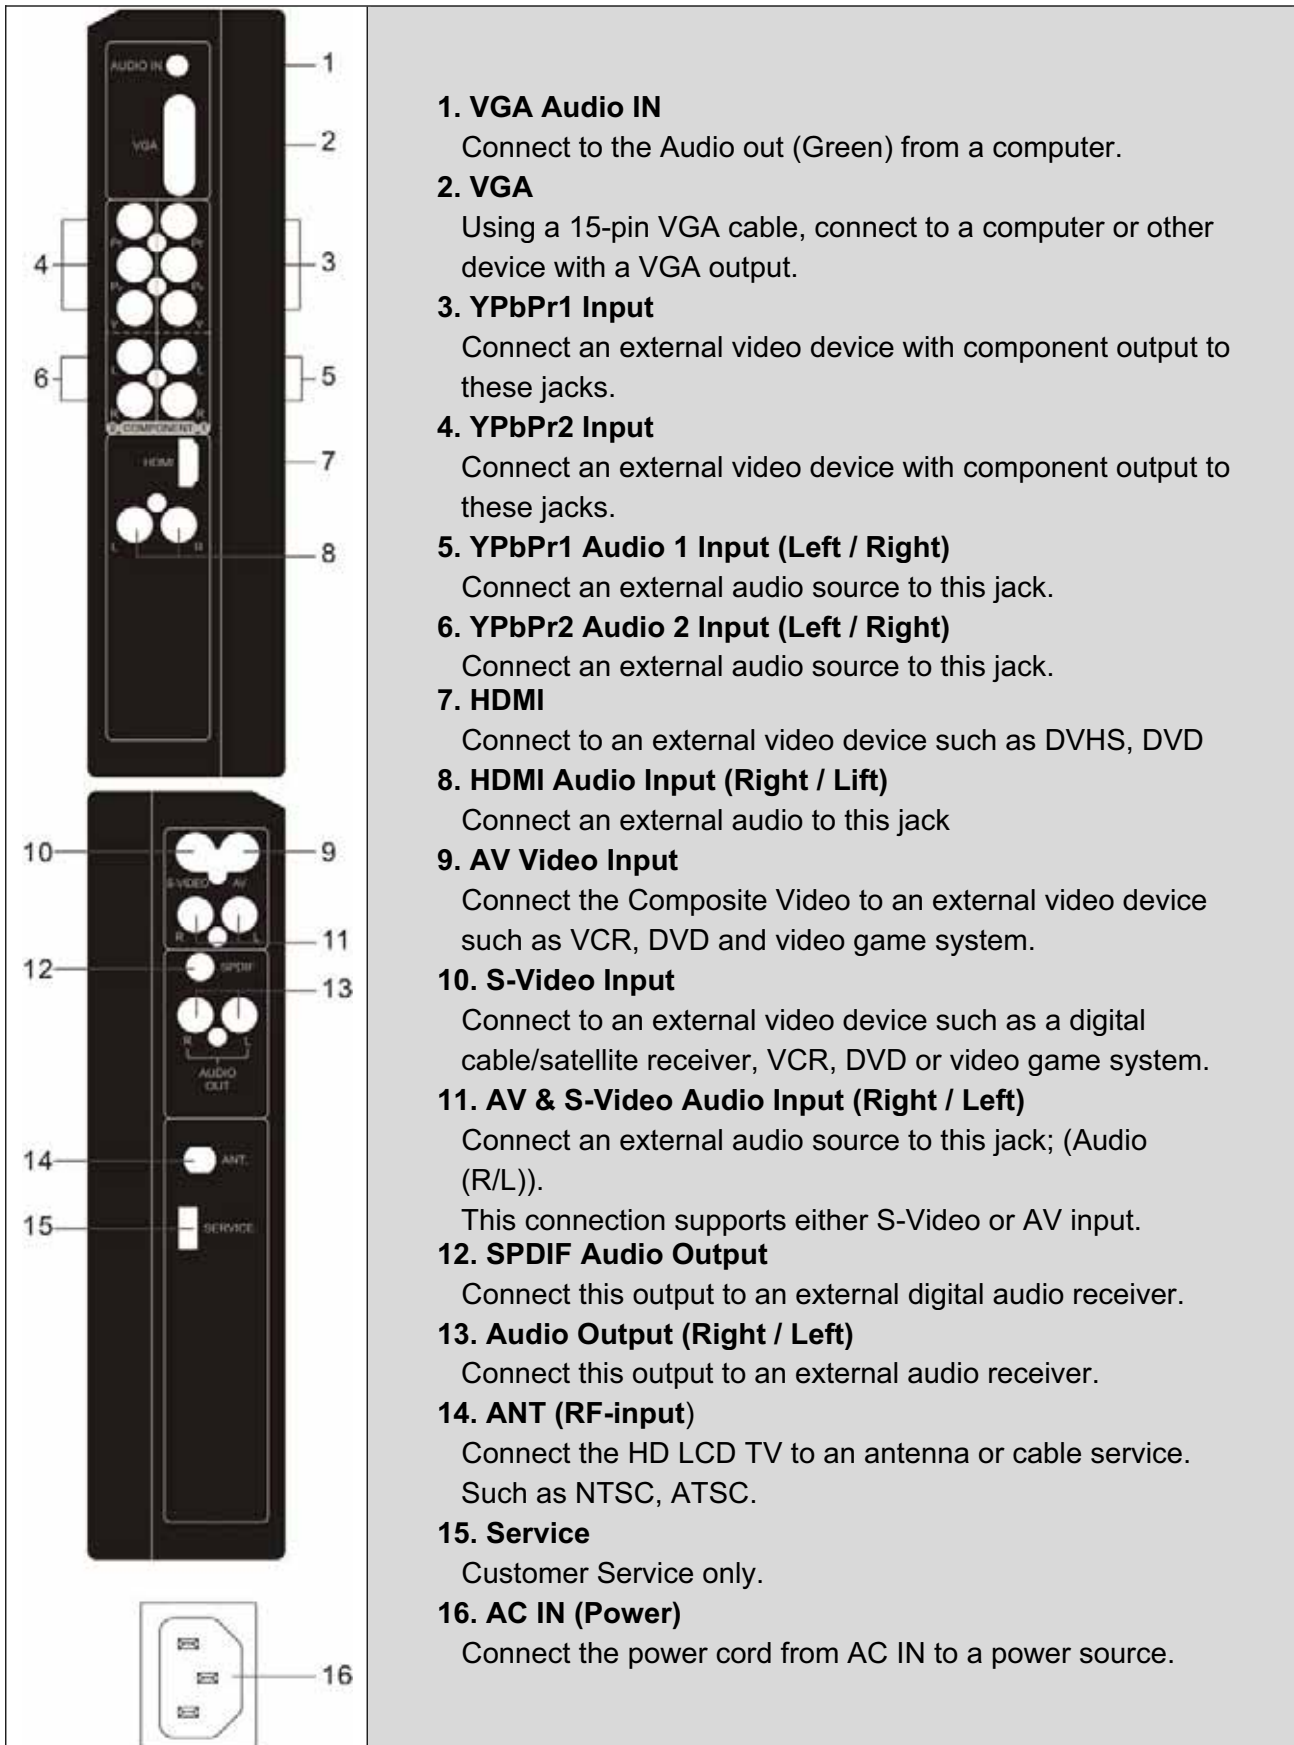 AUDIO IN
1
VGA
2
Pr Pr
4
3
Pb Pb
Y Y
L L
6
5
R R
2 COMPONENT 1
HDMI
7
L R
8
10
9
S-VIDEO AV
R L
11
12
SPDIF
13
R L
AUDIO
OUT
14
ANT.
15
SERVICE
16
1. VGA Audio IN
Connect to the Audio out (Green) from a computer.
2. VGA
Using a 15-pin VGA cable, connect to a computer or other
device with a VGA output.
3. YPbPr1 Input
Connect an external video device with component output to
these jacks.
4. YPbPr2 Input
Connect an external video device with component output to
these jacks.
5. YPbPr1 Audio 1 Input (Left / Right)
Connect an external audio source to this jack.
6. YPbPr2 Audio 2 Input (Left / Right)
Connect an external audio source to this jack.
7. HDMI
Connect to an external video device such as DVHS, DVD
8. HDMI Audio Input (Right / Lift)
Connect an external audio to this jack
9. AV Video Input
Connect the Composite Video to an external video device
such as VCR, DVD and video game system.
10. S-Video Input
Connect to an external video device such as a digital
cable/satellite receiver, VCR, DVD or video game system.
11. AV & S-Video Audio Input (Right / Left)
Connect an external audio source to this jack; (Audio
(R/L)).
This connection supports either S-Video or AV input.
12. SPDIF Audio Output
Connect this output to an external digital audio receiver.
13. Audio Output (Right / Left)
Connect this output to an external audio receiver.
14. ANT (RF-input)
Connect the HD LCD TV to an antenna or cable service.
Such as NTSC, ATSC.
15. Service
Customer Service only.
16. AC IN (Power)
Connect the power cord from AC IN to a power source.